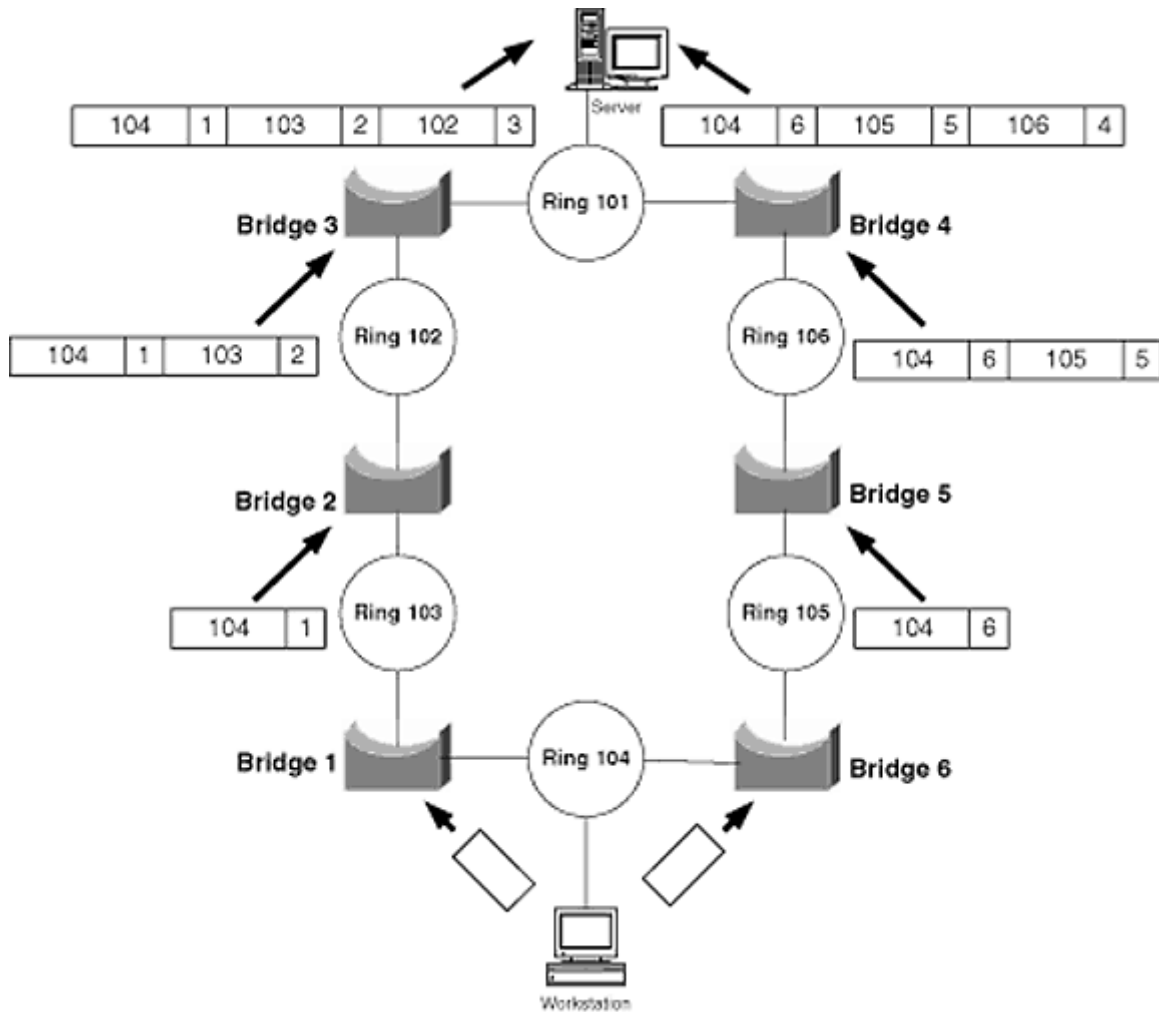 Server
104 1 103 2 102 3
104 6 105 5 106 4
Ring 101
Bridge 3
Bridge 4
Ring 102
Ring 106
104 1 103 2
104 6 105 5
Bridge 2
Bridge 5
Ring 103
Ring 105
104 1
104 6
Ring 104
Bridge 1
Bridge 6
Workstation